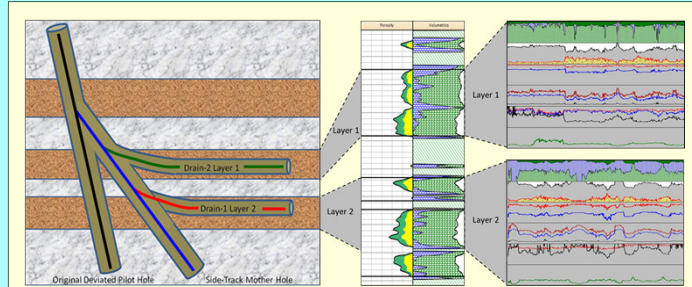 Porosity
Volumetrics
Layer 1
Layer 1
Drain-2 Layer 1
Drain-1 Layer 2
Layer 2
Layer 2
Original Deviated Pilot Hole
Side-Track Mother Hole